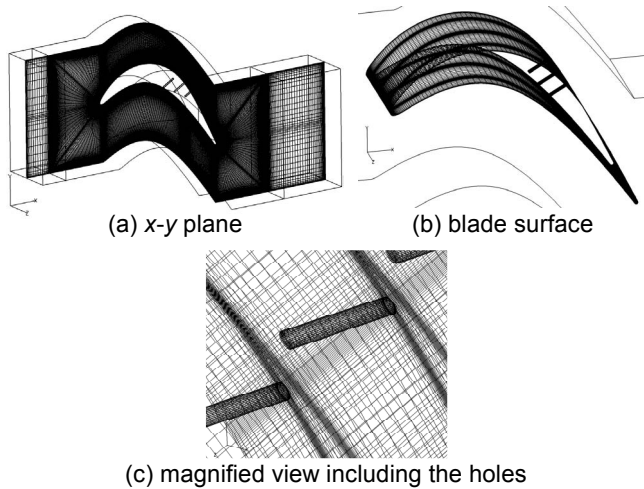 (a) x-y plane
(b) blade surface
(c) magnified view including the holes